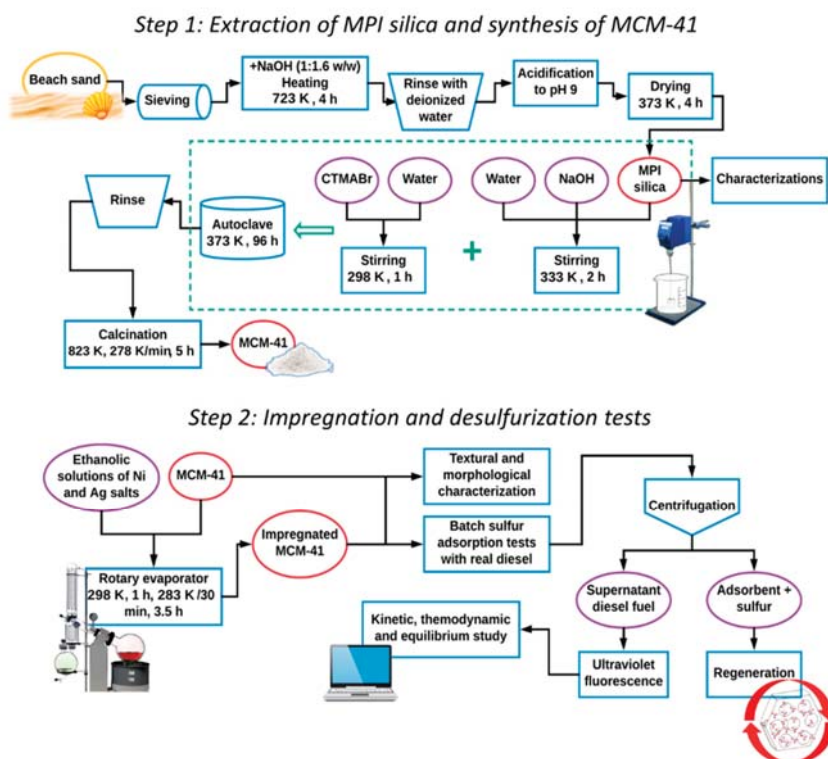 Step 1: Extraction of MPI silica and synthesis of MCM-41
Beach sand
Sieving
+NaOH (1:1.6 w/w)
Heating
723 K, 4 h
Rinse with
deionized
water
Acidification
to pH 9
Drying
373 K, 4 h
CTMABr
Water
Water
NaOH
MPI
silica
Characterizations
Rinse
Autoclave
373 K, 96 h
+
Stirring
298 K, 1 h
Stirring
333 K, 2 h
Calcination
823 K, 278 K/min, 5 h
MCM-41
Step 2: Impregnation and desulfurization tests
Ethanolic
solutions of Ni
and Ag salts
MCM-41
Textural and
morphological
characterization
Centrifugation
Impregnated
MCM-41
Batch sulfur
adsorption tests
with real diesel
Rotary evaporator
298 K, 1 h, 283 K/30
min, 3.5 h
Supernatant
diesel fuel
Adsorbent +
sulfur
Kinetic, themodynamic
and equilibrium study
Ultraviolet
fluorescence
Regeneration